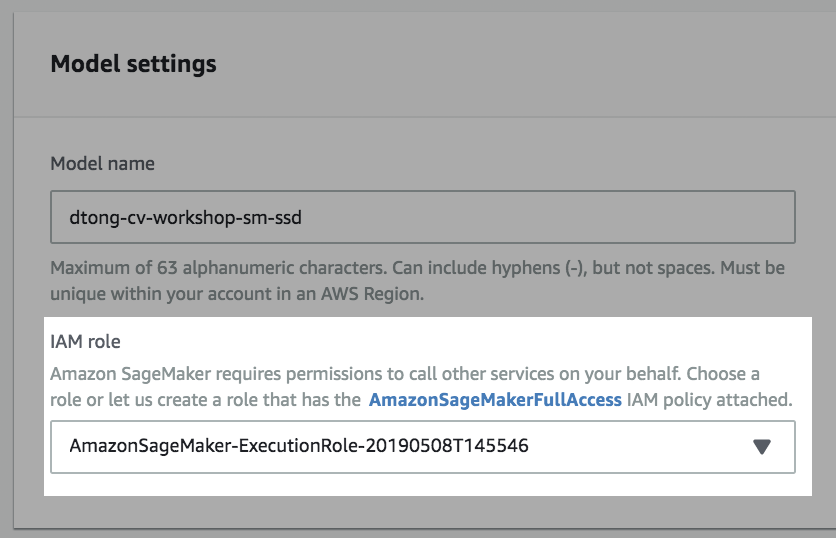 Model settings
Model name
dtong-cv-workshop-sm-ssd
Maximum of 63 alphanumeric characters. Can include hyphens (-), but not spaces. Must be
unique within your account in an AWS Region.
IAM role
Amazon SageMaker requires permissions to call other services on your behalf. Choose a
role or let us create a role that has the AmazonSageMakerFullAccess IAM policy attached.
AmazonSageMaker-ExecutionRole-20190508T145546